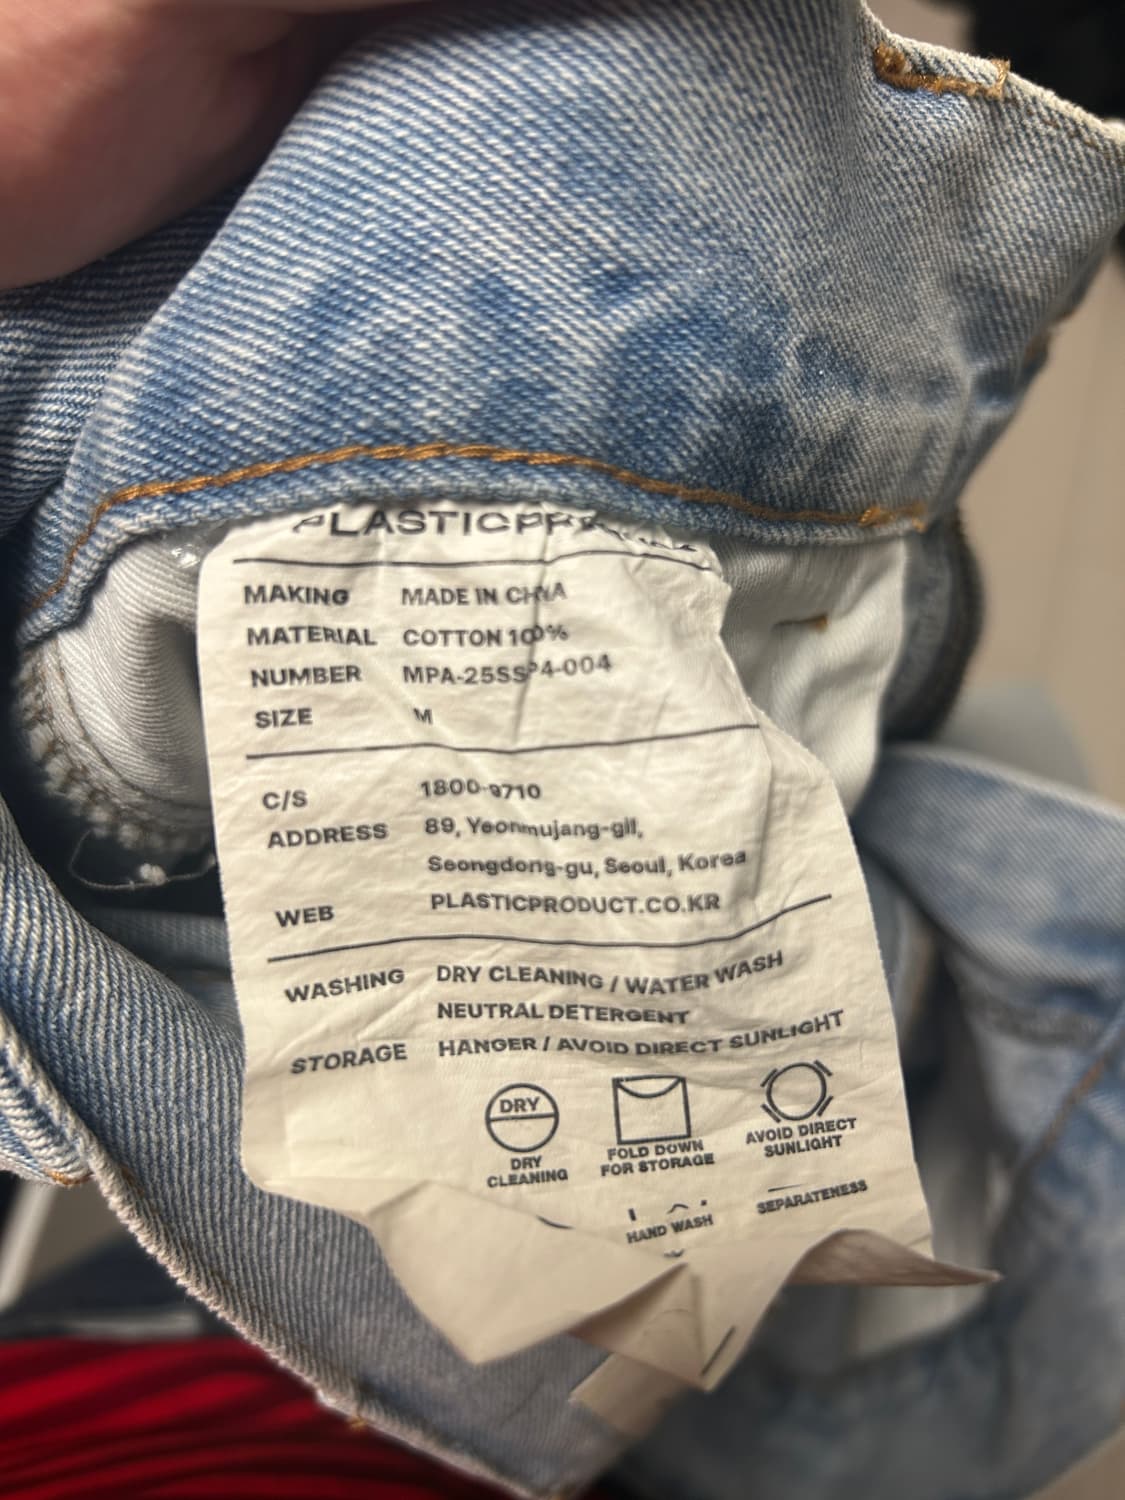 PLASTICPRODUCT
MAKING MADE IN CHINA
MATERIAL COTTON 100%
NUMBER MPA-25SSP4-004
SIZE M
C/S 1800-9710
ADDRESS 89, Yeonmujang-gil,
Seongdong-gu, Seoul, Korea
WEB PLASTICPRODUCT.CO.KR
WASHING DRY CLEANING / WATER WASH
NEUTRAL DETERGENT
STORAGE HANGER / AVOID DIRECT SUNLIGHT
DRY
DRY CLEANING
FOLD DOWN FOR STORAGE
AVOID DIRECT SUNLIGHT
HAND WASH
SEPARATENESS